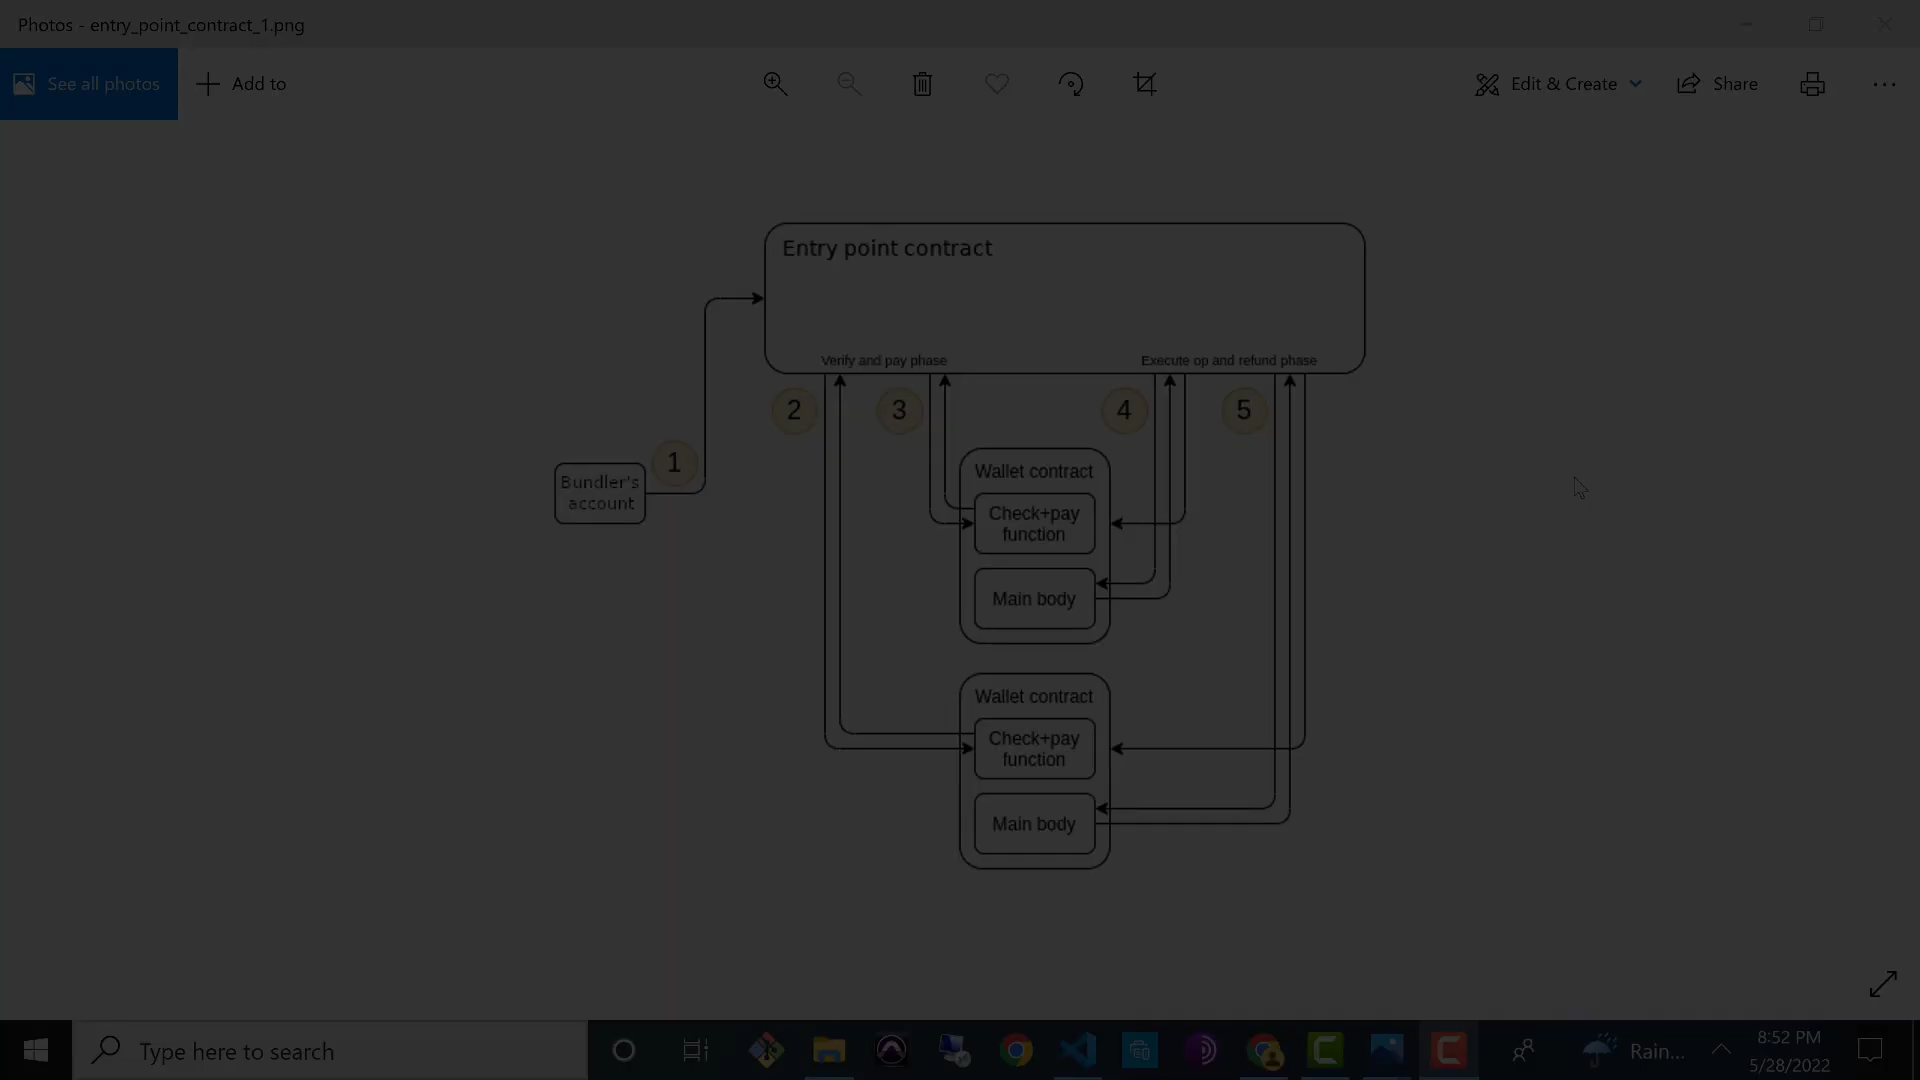 Photos - entry_point_contract_1.png
See all photos
Add to
Edit & Create
Share
Entry point contract
Verify and pay phase
Execute op and refund phase
2
3
4
5
1
Bundler's
account
Wallet contract
Check+pay
function
Main body
Wallet contract
Check+pay
function
Main body
Type here to search
Rain...
8:52 PM
5/28/2022